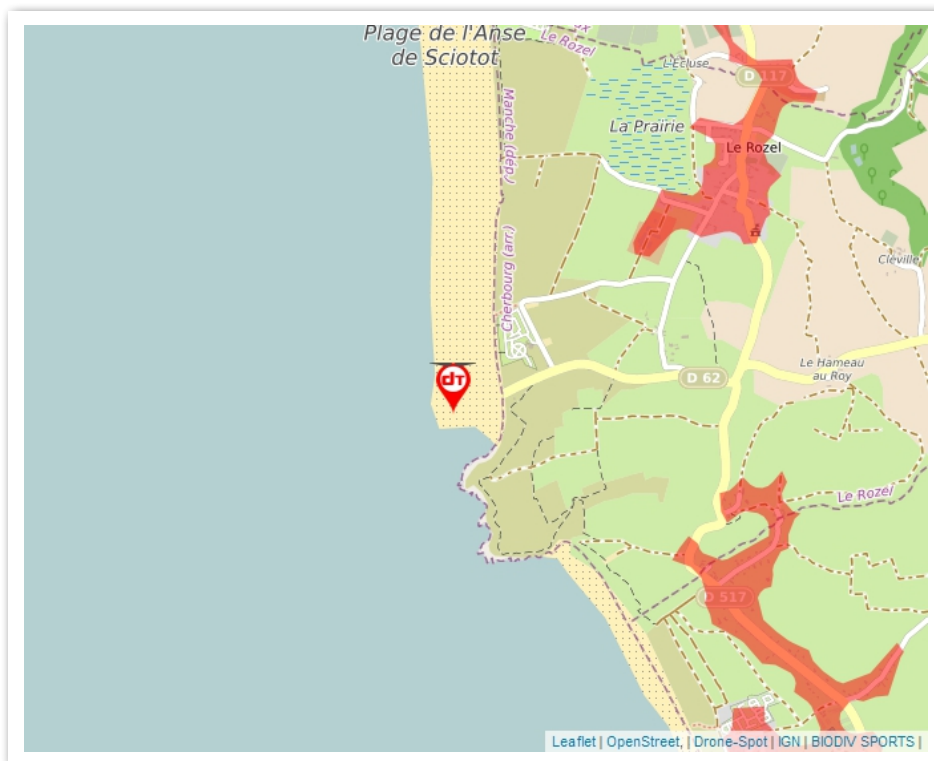 Plage de l'Anse
de Sciotot
Le Rozel
L'Écluse
D 117
La Prairie
Le Rozel
Manche (dép.)
Cherbourg (arr.)
Cléville
Le Hameau
au Roy
D 62
dT
Le Rozel
D 517
Leaflet | OpenStreet, | Drone-Spot | IGN | BIODIV SPORTS |